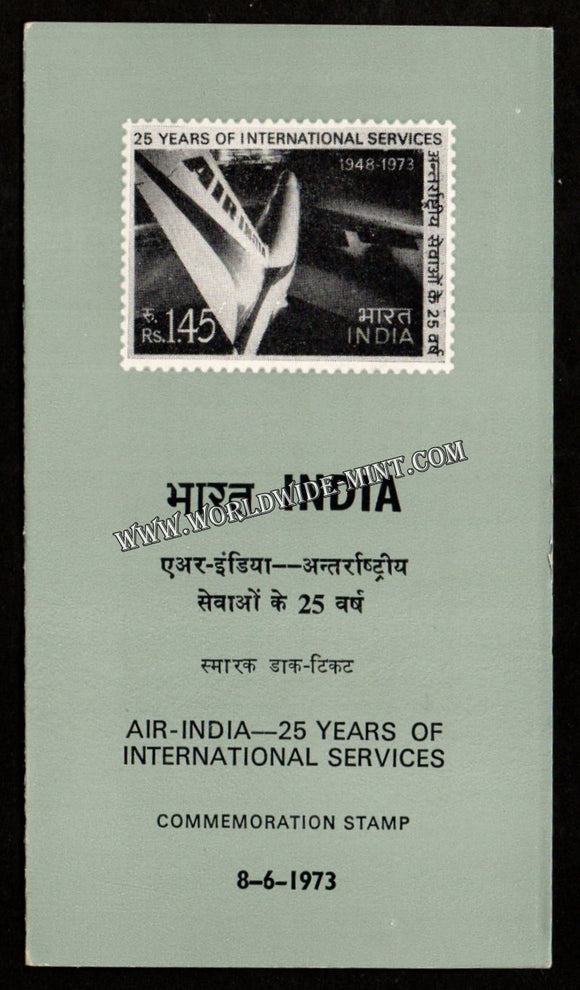 25 YEARS OF INTERNATIONAL SERVICES
1948-1973
अन्तर्राष्ट्रीय सेवाओं के 25 वर्ष
AIR-INDIA
रु.
Rs.1.45
भारत
INDIA
भारत INDIA
WWW.WORLDWIDE-MINT.COM
एअर-इंडिया—अन्तर्राष्ट्रीय
सेवाओं के 25 वर्ष
स्मारक डाक-टिकट
AIR-INDIA—25 YEARS OF
INTERNATIONAL SERVICES
COMMEMORATION STAMP
8-6-1973